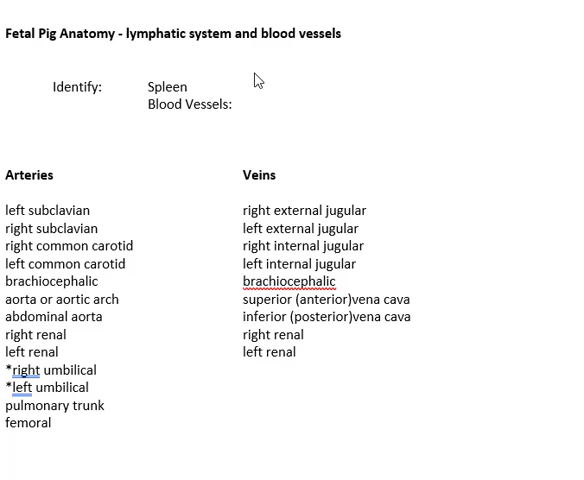 Fetal Pig Anatomy - lymphatic system and blood vessels
Identify: Spleen
Blood Vessels:
Arteries Veins
left subclavian right external jugular
right subclavian left external jugular
right common carotid right internal jugular
left common carotid left internal jugular
brachiocephalic brachiocephalic
aorta or aortic arch superior (anterior)vena cava
abdominal aorta inferior (posterior)vena cava
right renal right renal
left renal left renal
*right umbilical
*left umbilical
pulmonary trunk
femoral